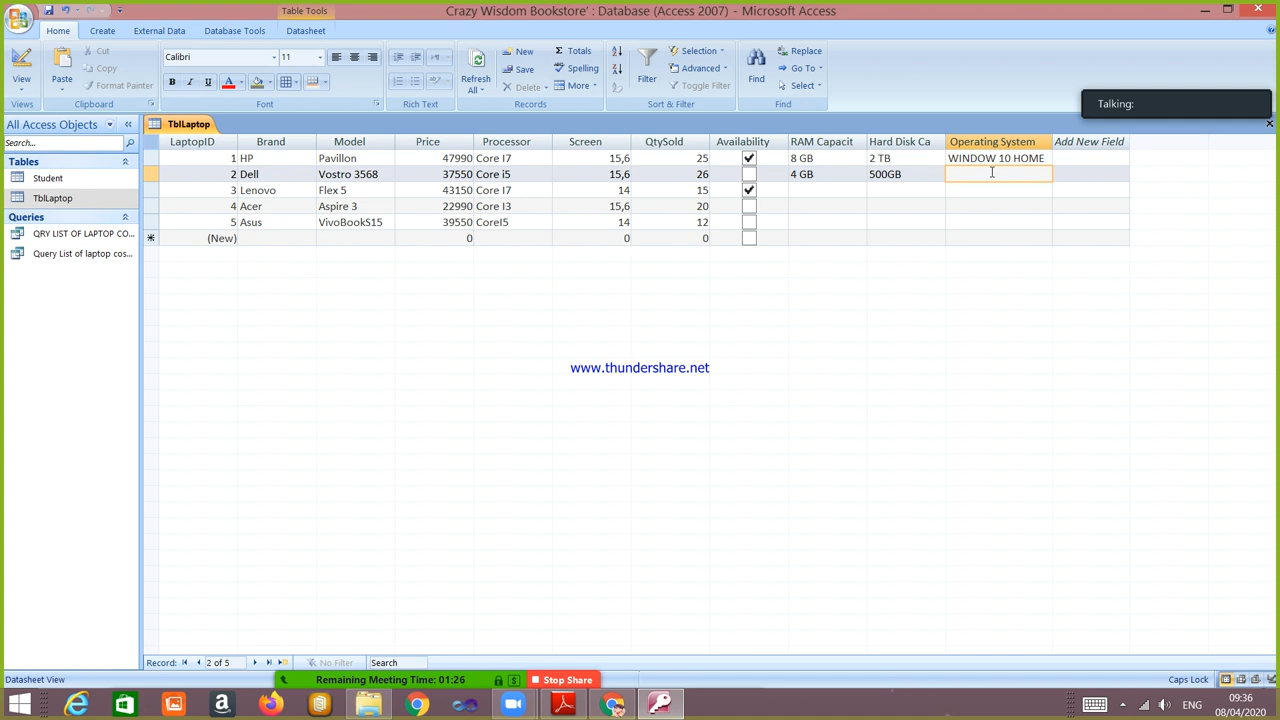 Table Tools
Crazy Wisdom Bookstore' : Database (Access 2007) - Microsoft Access
Home Create External Data Database Tools Datasheet
View
Views
Paste
Cut
Copy
Format Painter
Clipboard
Calibri 11
B I U A
Font
Rich Text
Refresh
All
New
Save
Delete
Totals
Spelling
More
Records
Filter
Selection
Advanced
Toggle Filter
Sort & Filter
Find
Replace
Go To
Select
Find
Talking:
All Access Objects
Search...
Tables
Student
TblLaptop
Queries
QRY LIST OF LAPTOP CO...
Query List of laptop cos...
TblLaptop
LaptopID Brand Model Price Processor Screen QtySold Availability RAM Capacit Hard Disk Ca Operating System Add New Field
1 HP Pavillon 47990 Core I7 15,6 25 8 GB 2 TB WINDOW 10 HOME
2 Dell Vostro 3568 37550 Core i5 15,6 26 4 GB 500GB
3 Lenovo Flex 5 43150 Core I7 14 15
4 Acer Aspire 3 22990 Core I3 15,6 20
5 Asus VivoBookS15 39550 CoreI5 14 12
(New) 0 0 0
www.thundershare.net
Record: 2 of 5 No Filter Search
Datasheet View
Remaining Meeting Time: 01:26 Stop Share
Caps Lock
ENG
09:36
08/04/2020